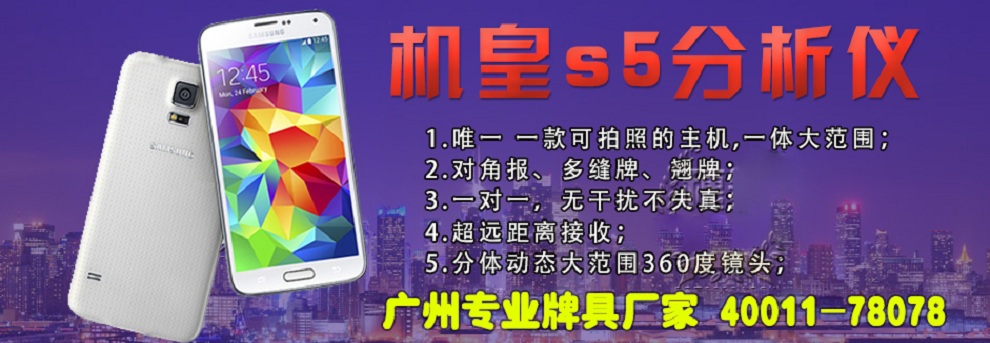 机皇s5分析仪
1.唯一 一款可拍照的主机,一体大范围;
2.对角报、多缝牌、翘牌;
3.一对一，无干扰不失真;
4.超远距离接收;
5.分体动态大范围360度镜头;
广州专业牌具厂家 40011-78078
SAMSUNG
12:45
12:45
Mon, 24 February
SAMSUNG